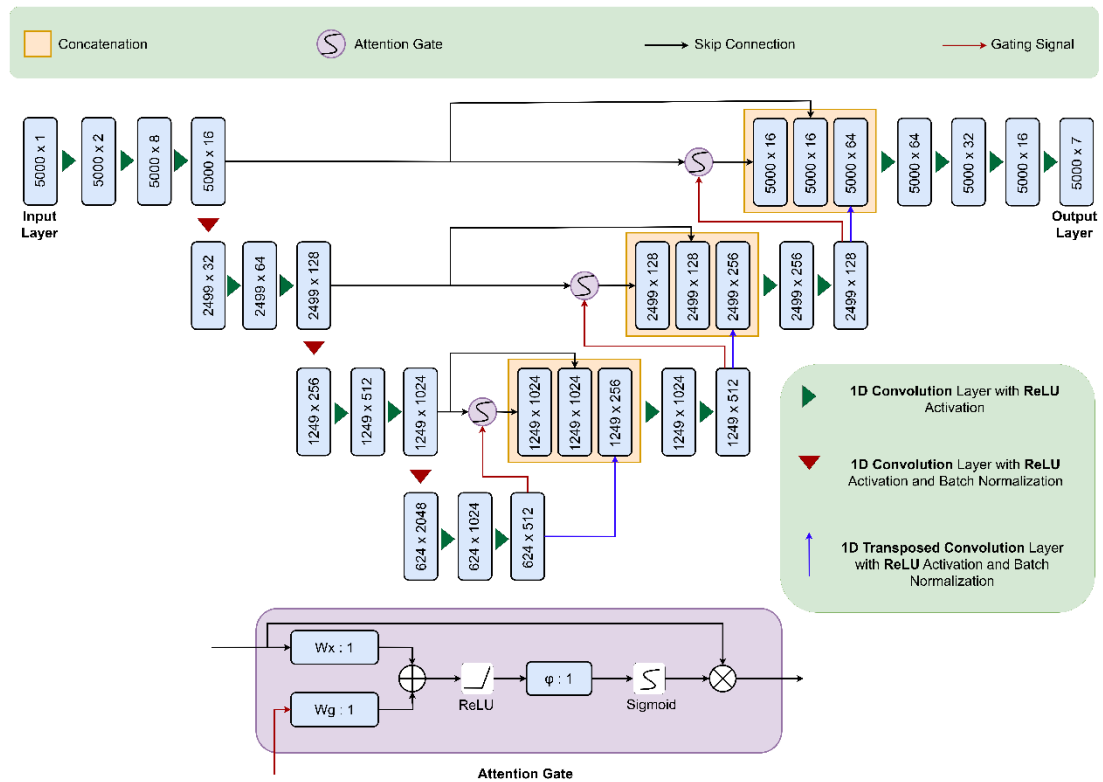 Concatenation
Attention Gate
Skip Connection
Gating Signal
5000 x 1
5000 x 2
5000 x 8
5000 x 16
5000 x 16
5000 x 16
5000 x 64
5000 x 64
5000 x 32
5000 x 16
5000 x 7
Input
Layer
Output
Layer
2499 x 32
2499 x 64
2499 x 128
2499 x 128
2499 x 128
2499 x 256
2499 x 256
2499 x 128
1249 x 256
1249 x 512
1249 x 1024
1249 x 1024
1249 x 1024
1249 x 256
1249 x 1024
1249 x 512
624 x 2048
624 x 1024
624 x 512
1D Convolution Layer with ReLU
Activation
1D Convolution Layer with ReLU
Activation and Batch Normalization
1D Transposed Convolution Layer
with ReLU Activation and Batch
Normalization
Wx : 1
Wg : 1
ReLU
φ : 1
Sigmoid
Attention Gate